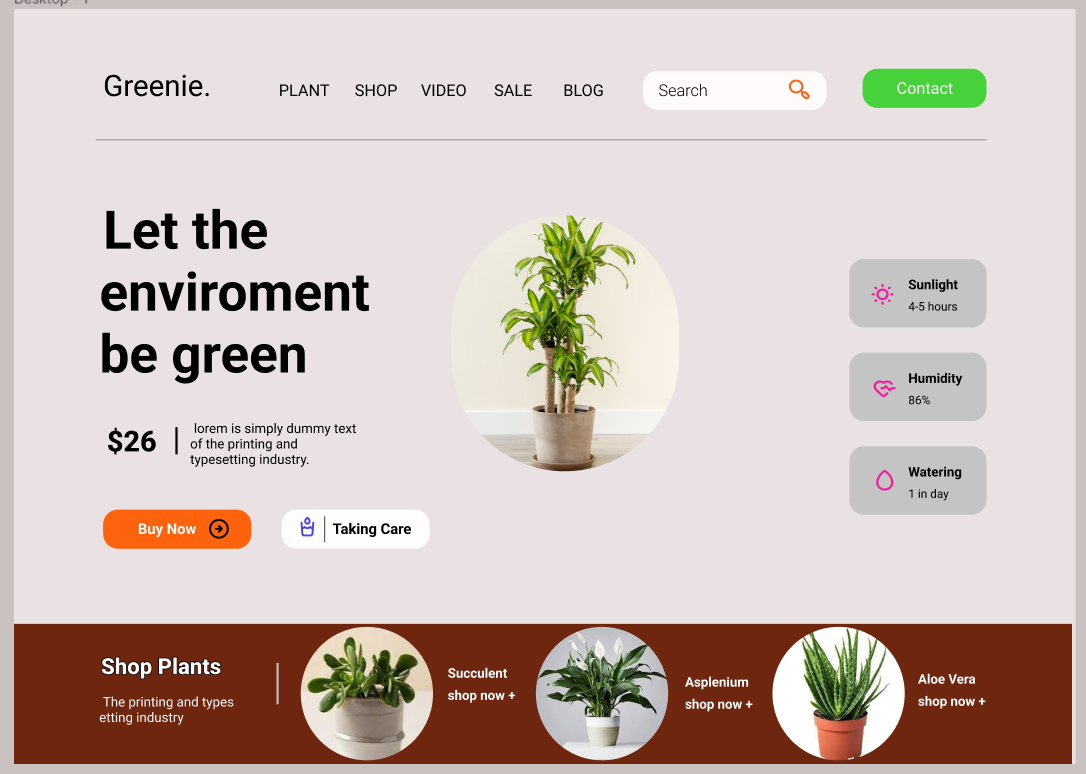 Greenie.
PLANT SHOP VIDEO SALE BLOG
Search
Contact
Let the
enviroment
be green
$26
lorem is simply dummy text
of the printing and
typesetting industry.
Buy Now
Taking Care
Sunlight
4-5 hours
Humidity
86%
Watering
1 in day
Shop Plants
The printing and types
etting industry
Succulent
shop now +
Asplenium
shop now +
Aloe Vera
shop now +